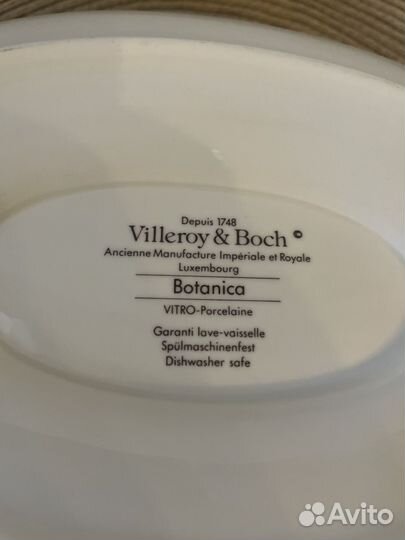 Depuis 1748
Villeroy & Boch ©
Ancienne Manufacture Impériale et Royale
Luxembourg
Botanica
VITRO-Porcelaine
Garanti lave-vaisselle
Spülmaschinenfest
Dishwasher safe
Avito